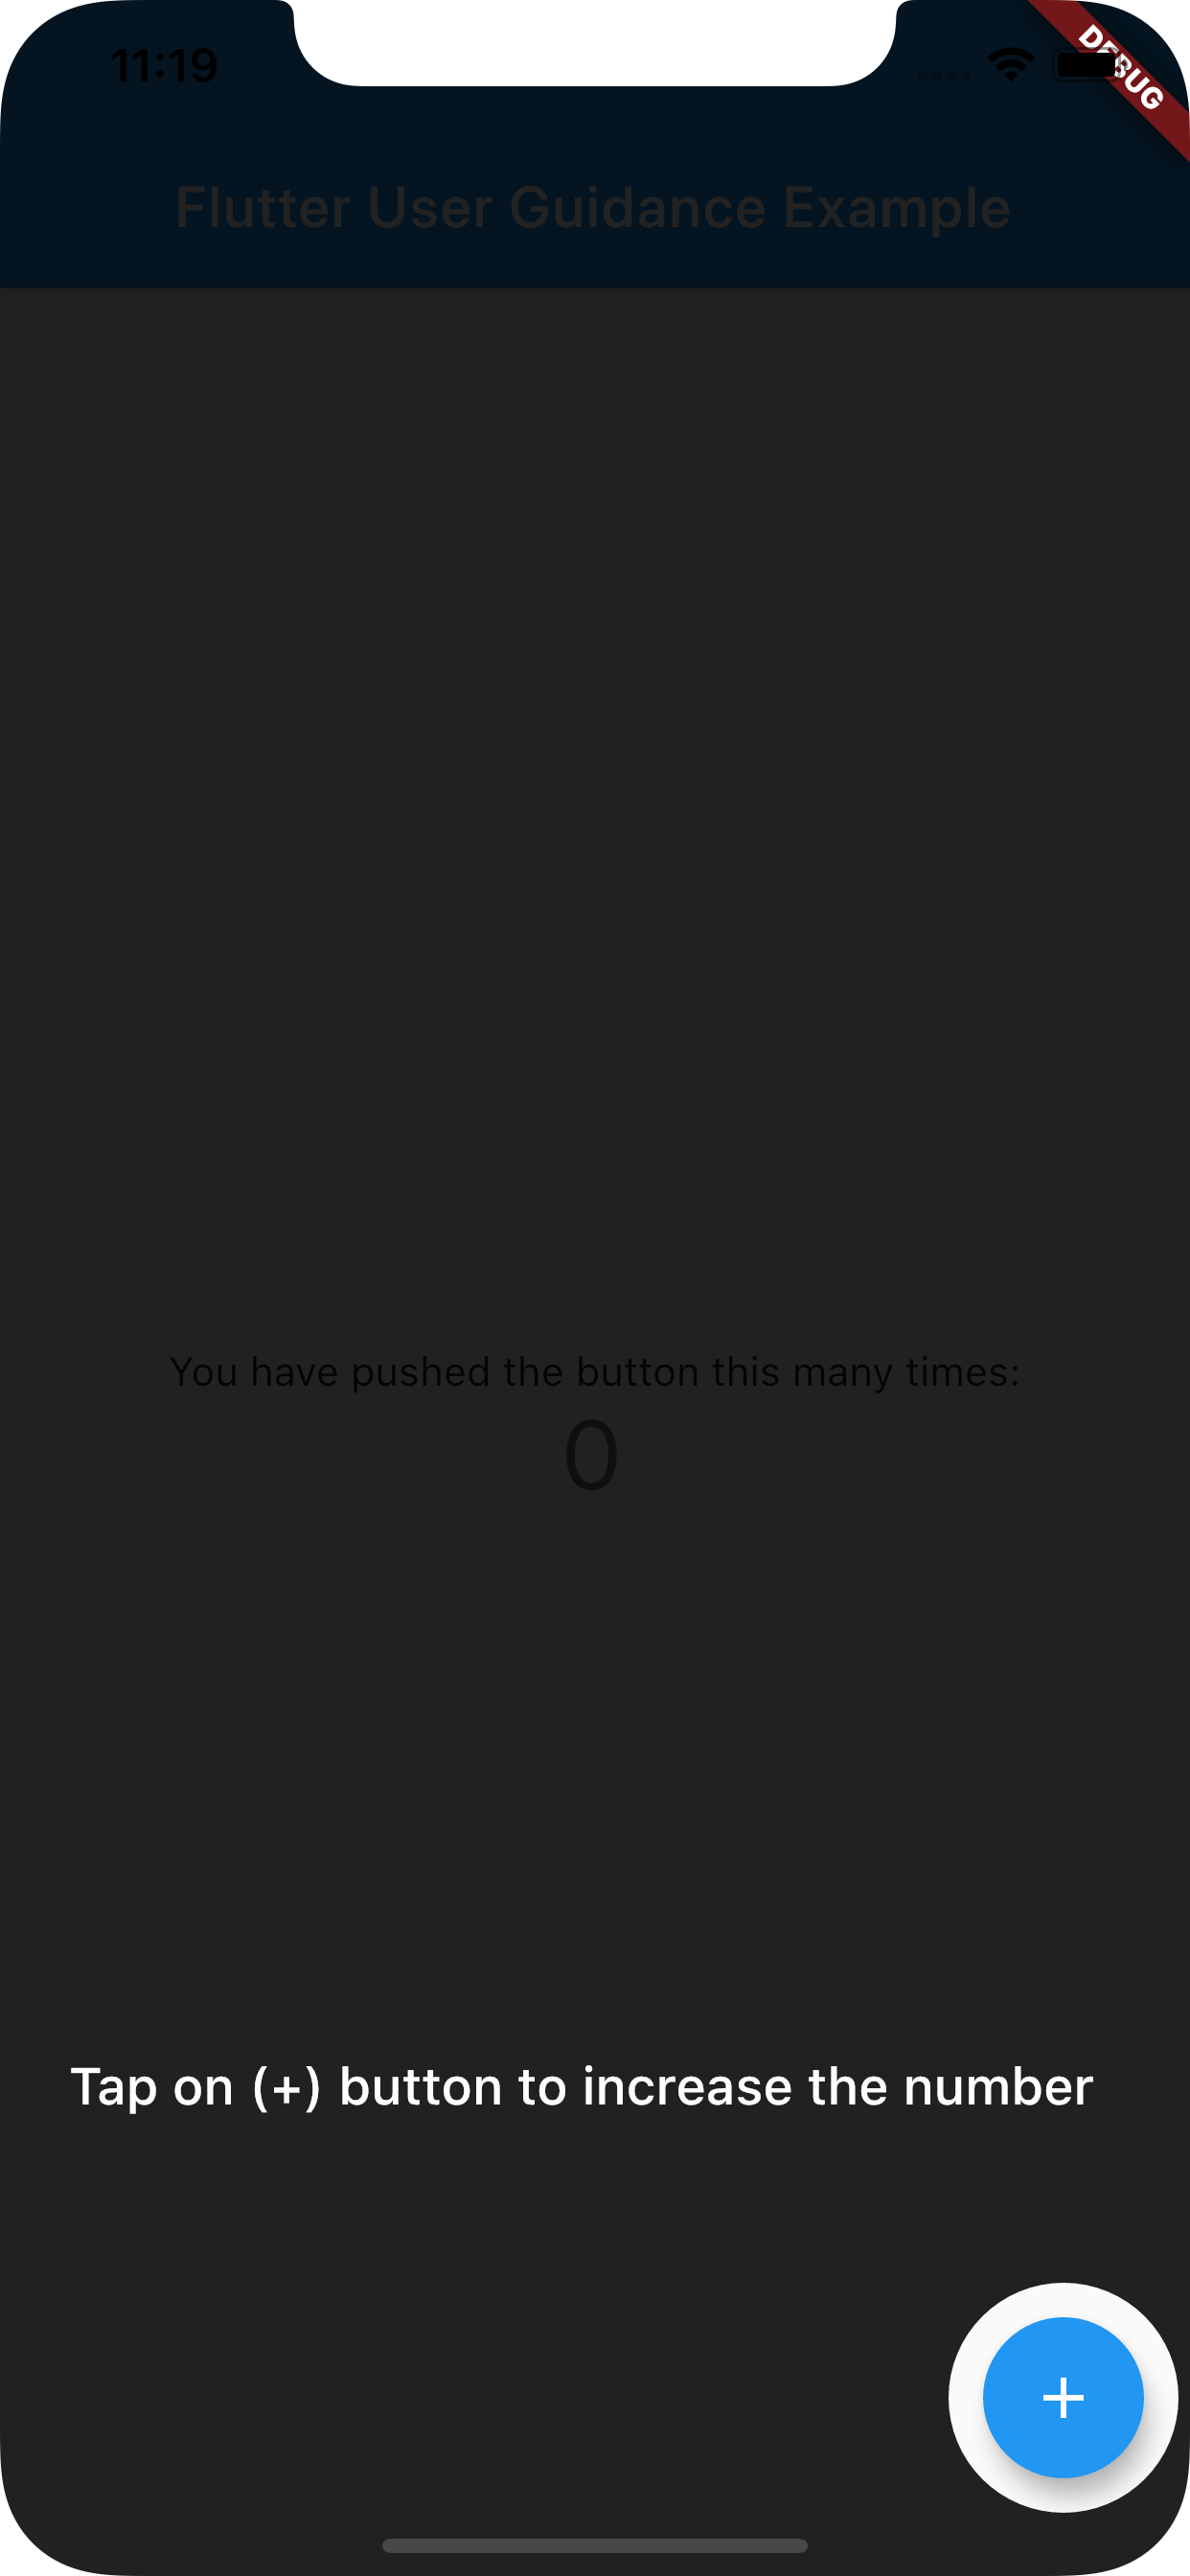 11:19
DEBUG
Flutter User Guidance Example
You have pushed the button this many times:
0
Tap on (+) button to increase the number
+